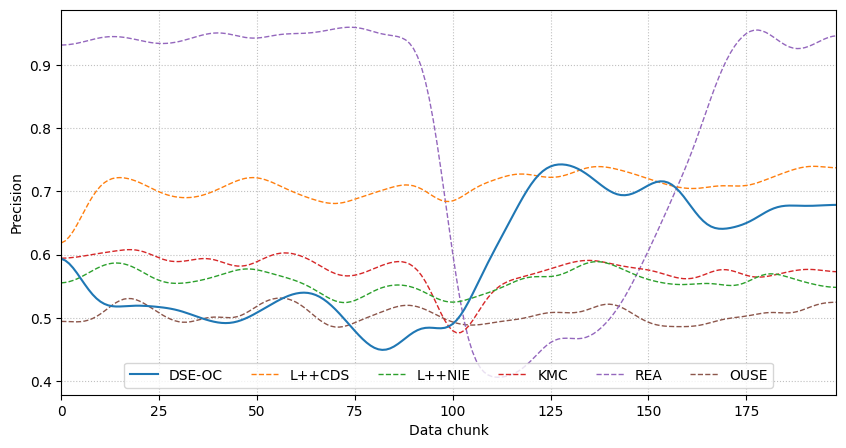 Precision
0.9
0.8
0.7
0.6
0.5
0.4
DSE-OC L++CDS L++NIE KMC REA OUSE
0 25 50 75 100 125 150 175
Data chunk